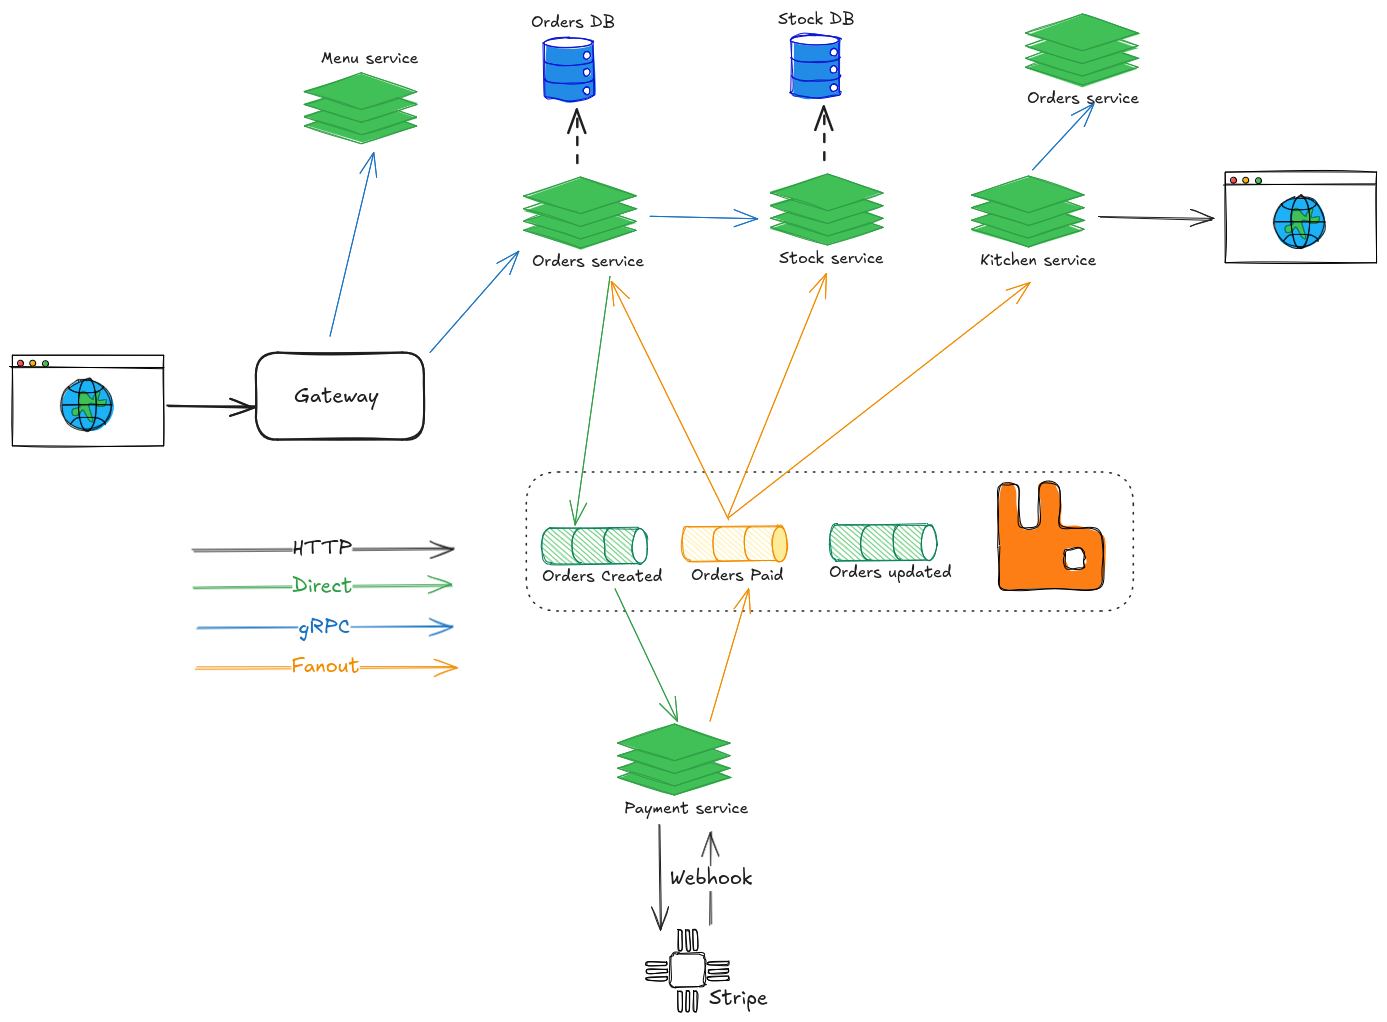 Orders DB
Stock DB
Menu service
Orders service
Orders service
Stock service
Kitchen service
Gateway
HTTP
Direct
gRPC
Fanout
Orders Created
Orders Paid
Orders updated
Payment service
Webhook
Stripe